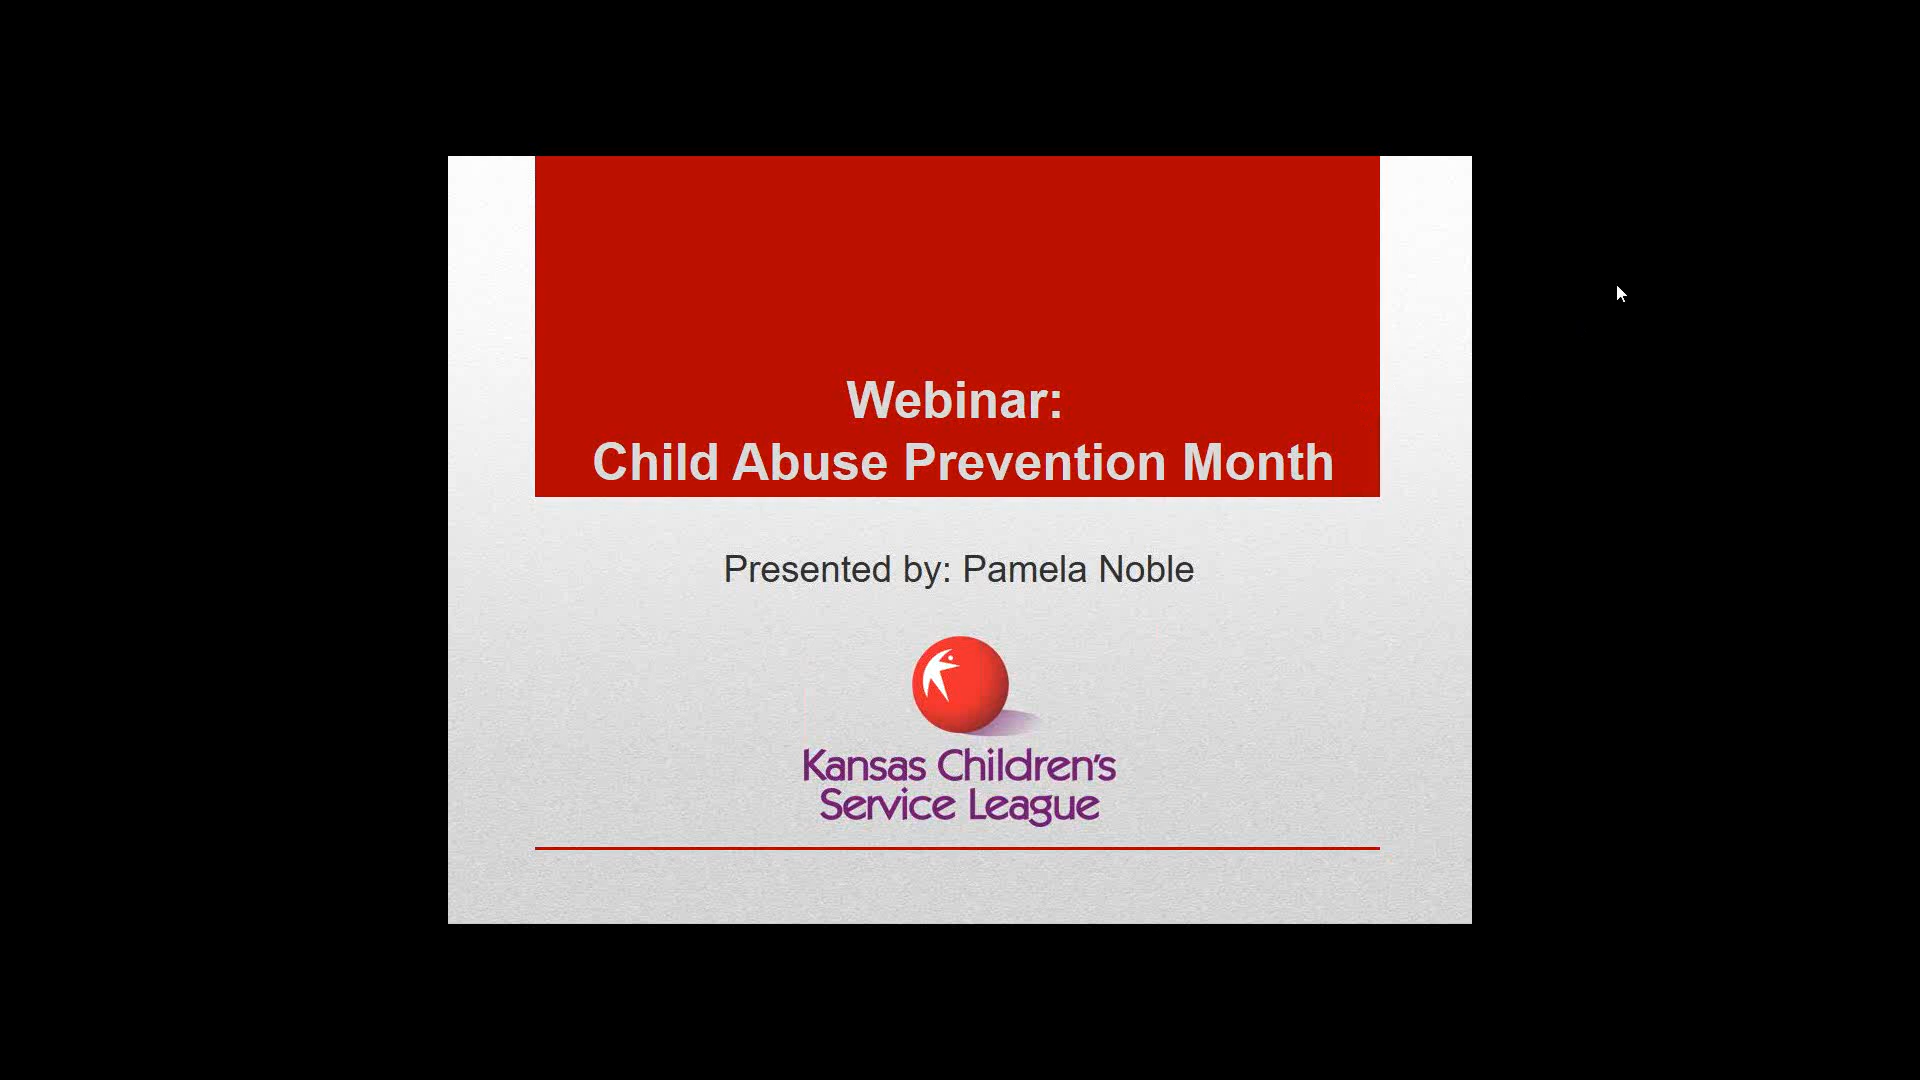 Webinar:
Child Abuse Prevention Month
Presented by: Pamela Noble
Kansas Children's
Service League